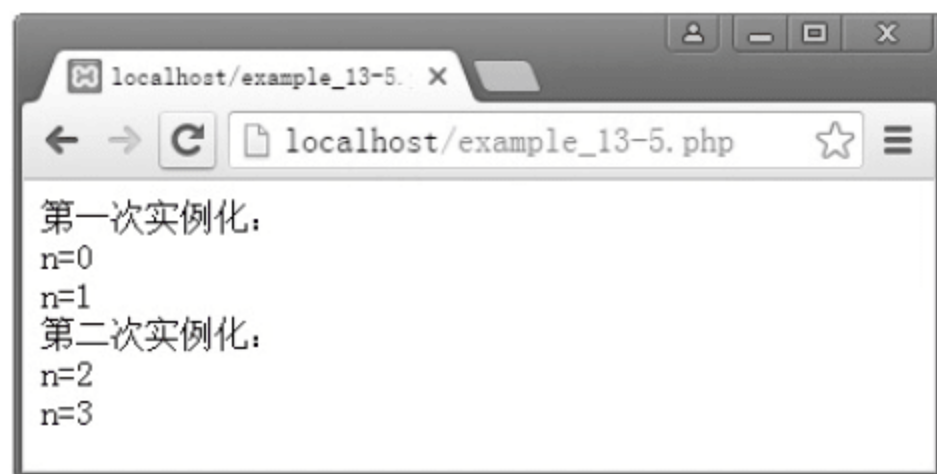 localhost/example_13-5.
localhost/example_13-5.php
第一次实例化：
n=0
n=1
第二次实例化：
n=2
n=3